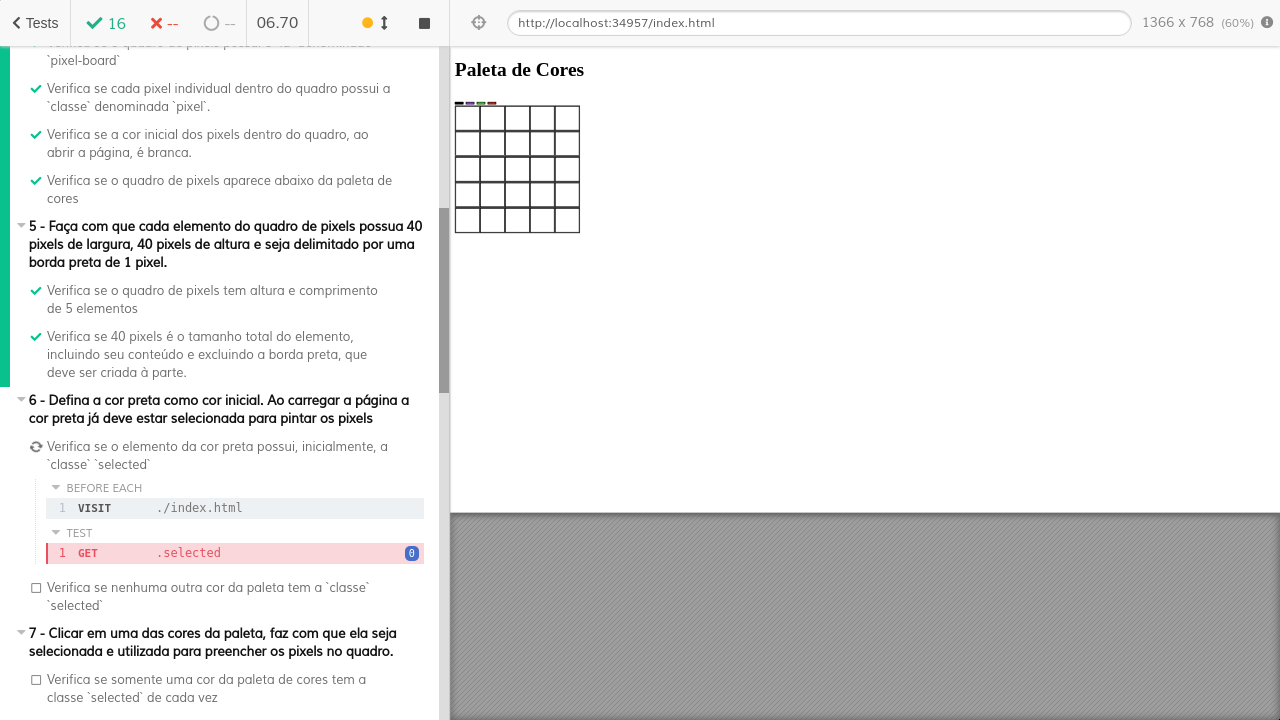 Tests 16 -- -- 06.70
http://localhost:34957/index.html 1366 x 768 (60%)
`pixel-board`
Verifica se cada pixel individual dentro do quadro possui a
`classe` denominada `pixel`.
Verifica se a cor inicial dos pixels dentro do quadro, ao
abrir a página, é branca.
Verifica se o quadro de pixels aparece abaixo da paleta de
cores
5 - Faça com que cada elemento do quadro de pixels possua 40
pixels de largura, 40 pixels de altura e seja delimitado por uma
borda preta de 1 pixel.
Verifica se o quadro de pixels tem altura e comprimento
de 5 elementos
Verifica se 40 pixels é o tamanho total do elemento,
incluindo seu conteúdo e excluindo a borda preta, que
deve ser criada à parte.
6 - Defina a cor preta como cor inicial. Ao carregar a página a
cor preta já deve estar selecionada para pintar os pixels
Verifica se o elemento da cor preta possui, inicialmente, a
`classe` `selected`
BEFORE EACH
1 VISIT ./index.html
TEST
1 GET .selected 0
Verifica se nenhuma outra cor da paleta tem a `classe`
`selected`
7 - Clicar em uma das cores da paleta, faz com que ela seja
selecionada e utilizada para preencher os pixels no quadro.
Verifica se somente uma cor da paleta de cores tem a
classe `selected` de cada vez
Paleta de Cores